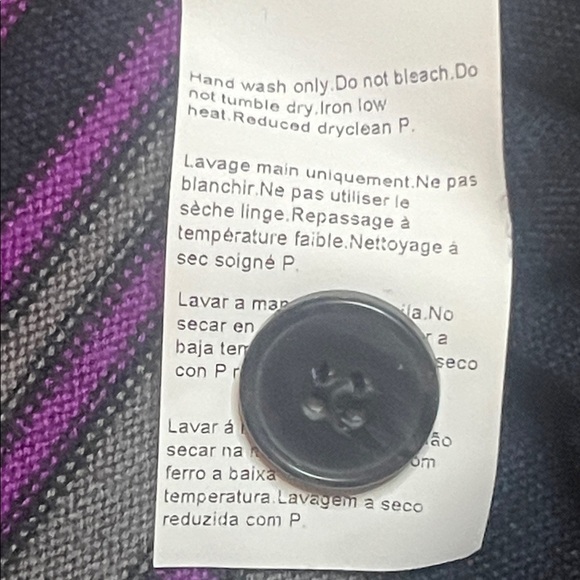 Hand wash only.Do not bleach.Do
not tumble dry.Iron low
heat.Reduced dryclean P.
Lavage main uniquement.Ne pas
blanchir.Ne pas utiliser le
sèche linge.Repassage à
température faible.Nettoyage à
sec soigné P.
Lavar a No
secar en a
baja seco
con P
Lavar á
secar na
ferro a baixa
temperatura.Lavagem a seco
reduzida com P.